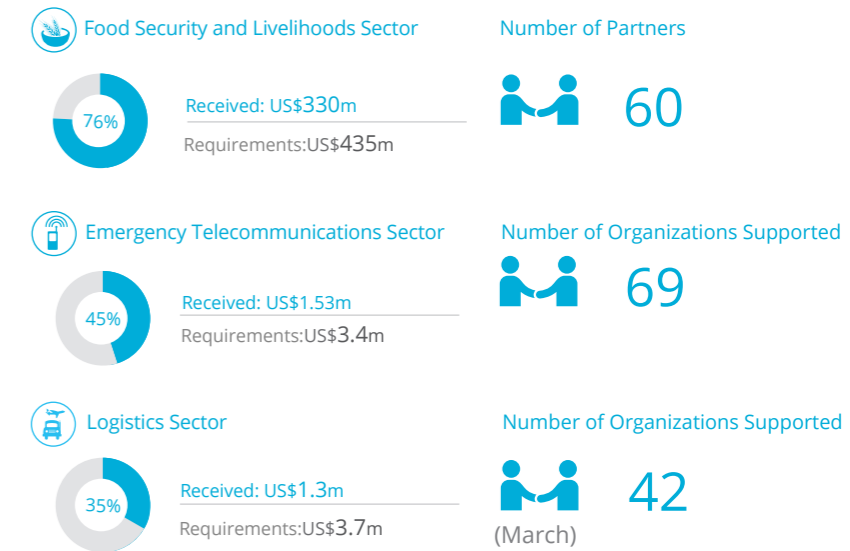 Food Security and Livelihoods Sector
Number of Partners
76%
Received: US$330m
Requirements:US$435m
60
Emergency Telecommunications Sector
Number of Organizations Supported
45%
Received: US$1.53m
Requirements:US$3.4m
69
Logistics Sector
Number of Organizations Supported
35%
Received: US$1.3m
Requirements:US$3.7m
42
(March)